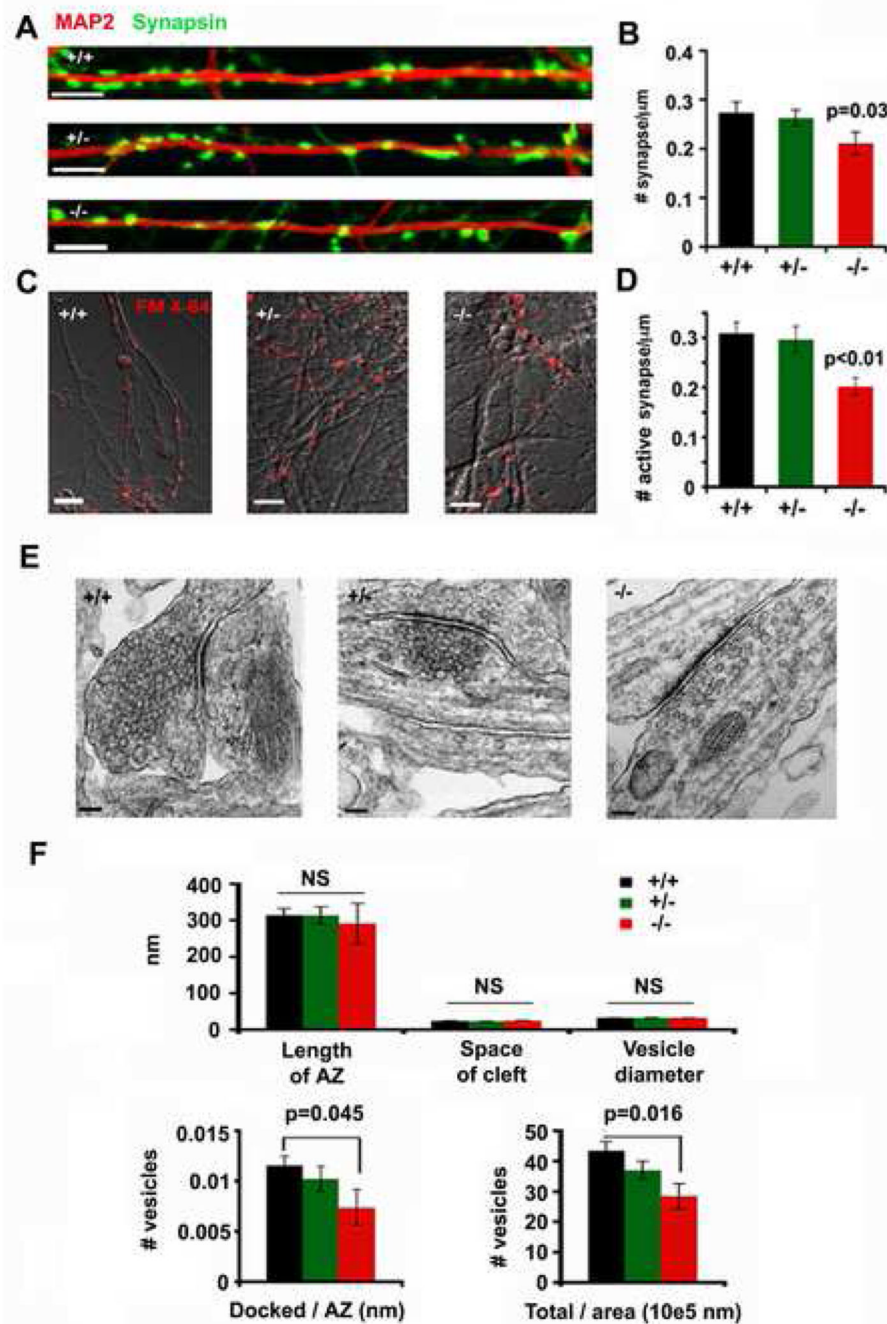 A
MAP2 Synapsin
+/+
+/-
-/-
B
# synapse/µm
0.4
0.3
0.2
0.1
0
p=0.03
+/+ +/- -/-
C
+/+ FM 4-64
+/-
-/-
D
# active synapse/µm
0.3
0.2
0.1
p<0.01
+/+ +/- -/-
E
+/+
+/-
-/-
F
nm
400
300
200
100
0
NS
NS
NS
+/+
+/-
-/-
Length of AZ
Space of cleft
Vesicle diameter
# vesicles
0.015
0.01
0.005
0
p=0.045
Docked / AZ (nm)
# vesicles
50
40
30
20
10
0
p=0.016
Total / area (10e5 nm)